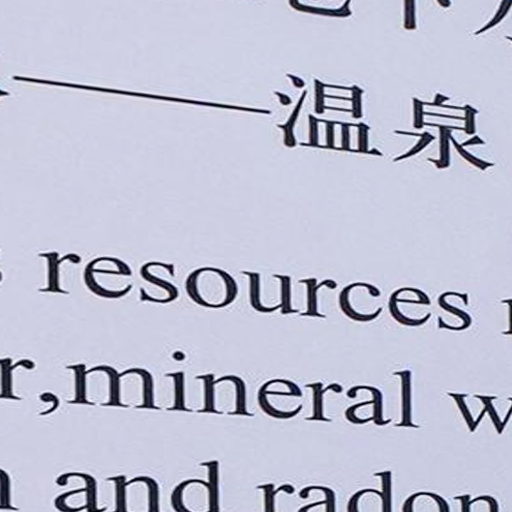 ——温泉
resources
r,mineral w
and radon